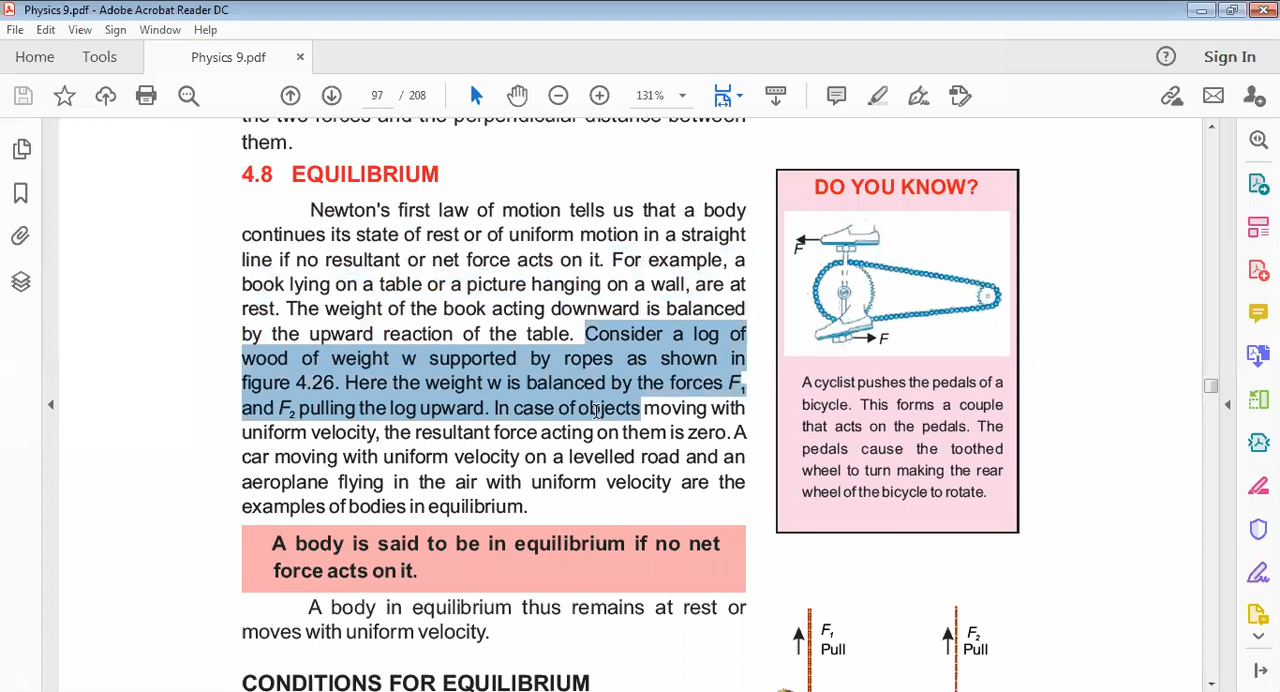 Physics 9.pdf - Adobe Acrobat Reader DC
File Edit View Sign Window Help
Home Tools Physics 9.pdf × ? Sign In
97 / 208 131%
the two forces and the perpendicular distance between
them.
4.8 EQUILIBRIUM
Newton's first law of motion tells us that a body
continues its state of rest or of uniform motion in a straight
line if no resultant or net force acts on it. For example, a
book lying on a table or a picture hanging on a wall, are at
rest. The weight of the book acting downward is balanced
by the upward reaction of the table. Consider a log of
wood of weight w supported by ropes as shown in
figure 4.26. Here the weight w is balanced by the forces F₁
and F₂ pulling the log upward. In case of objects moving with
uniform velocity, the resultant force acting on them is zero. A
car moving with uniform velocity on a levelled road and an
aeroplane flying in the air with uniform velocity are the
examples of bodies in equilibrium.
A body is said to be in equilibrium if no net
force acts on it.
A body in equilibrium thus remains at rest or
moves with uniform velocity.
CONDITIONS FOR EQUILIBRIUM
DO YOU KNOW?
F
F
A cyclist pushes the pedals of a
bicycle. This forms a couple
that acts on the pedals. The
pedals cause the toothed
wheel to turn making the rear
wheel of the bicycle to rotate.
F₁
Pull
F₂
Pull